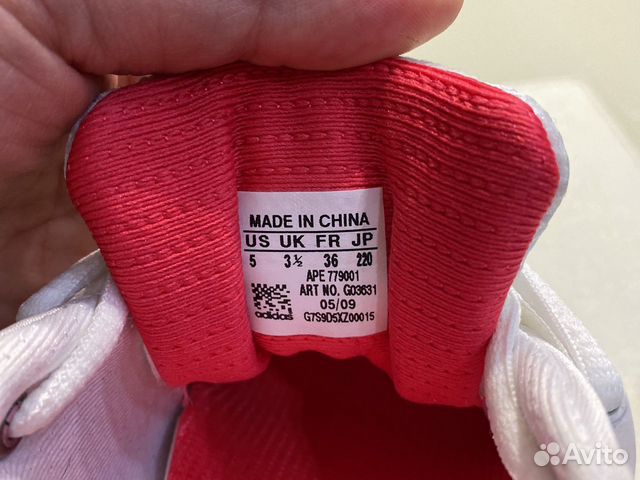 MADE IN CHINA
US UK FR JP
5 3½ 36 220
APE 779001
ART NO. G03631
05/09
adidas G7S9D5XZ00015
Avito